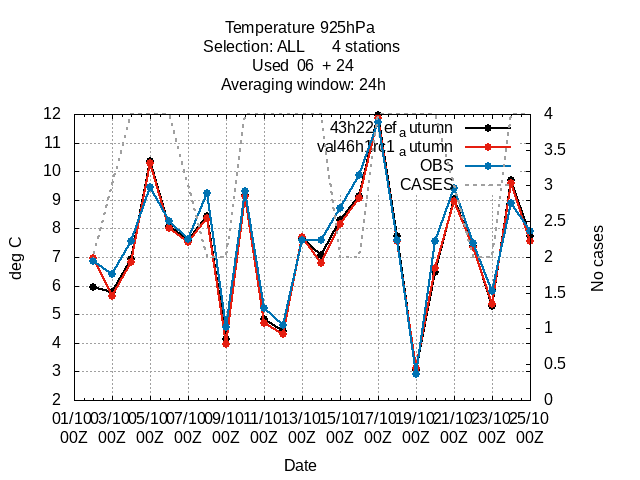 Temperature 925hPa
Selection: ALL 4 stations
Used 06 + 24
Averaging window: 24h
12
11
10
9
8
7
6
5
4
3
2
4
3.5
3
2.5
2
1.5
1
0.5
0
utumn
val46h1rc1 a utumn
OBS
CASES
deg C
No cases
01/10 03/10 05/10 07/10 09/10 11/10 13/10 15/10 17/10 19/10 21/10 23/10 25/10
00Z 00Z 00Z 00Z 00Z 00Z 00Z 00Z 00Z 00Z 00Z 00Z 00Z
Date